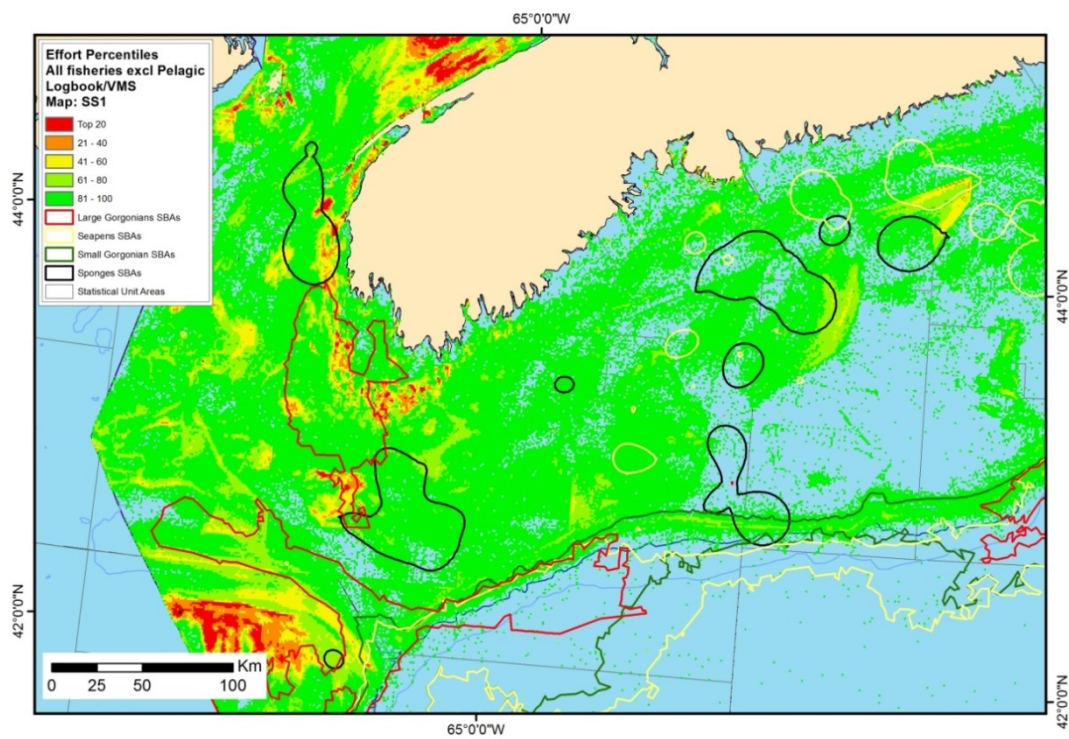 65°0'0"W
Effort Percentiles
All fisheries excl Pelagic
Logbook/VMS
Map: SS1
Top 20
21 - 40
41 - 60
61 - 80
81 - 100
Large Gorgonians SBAs
Seapens SBAs
Small Gorgonian SBAs
Sponges SBAs
Statistical Unit Areas
44°0'0"N
44°0'0"N
42°0'0"N
42°0'0"N
Km
0 25 50 100
65°0'0"W